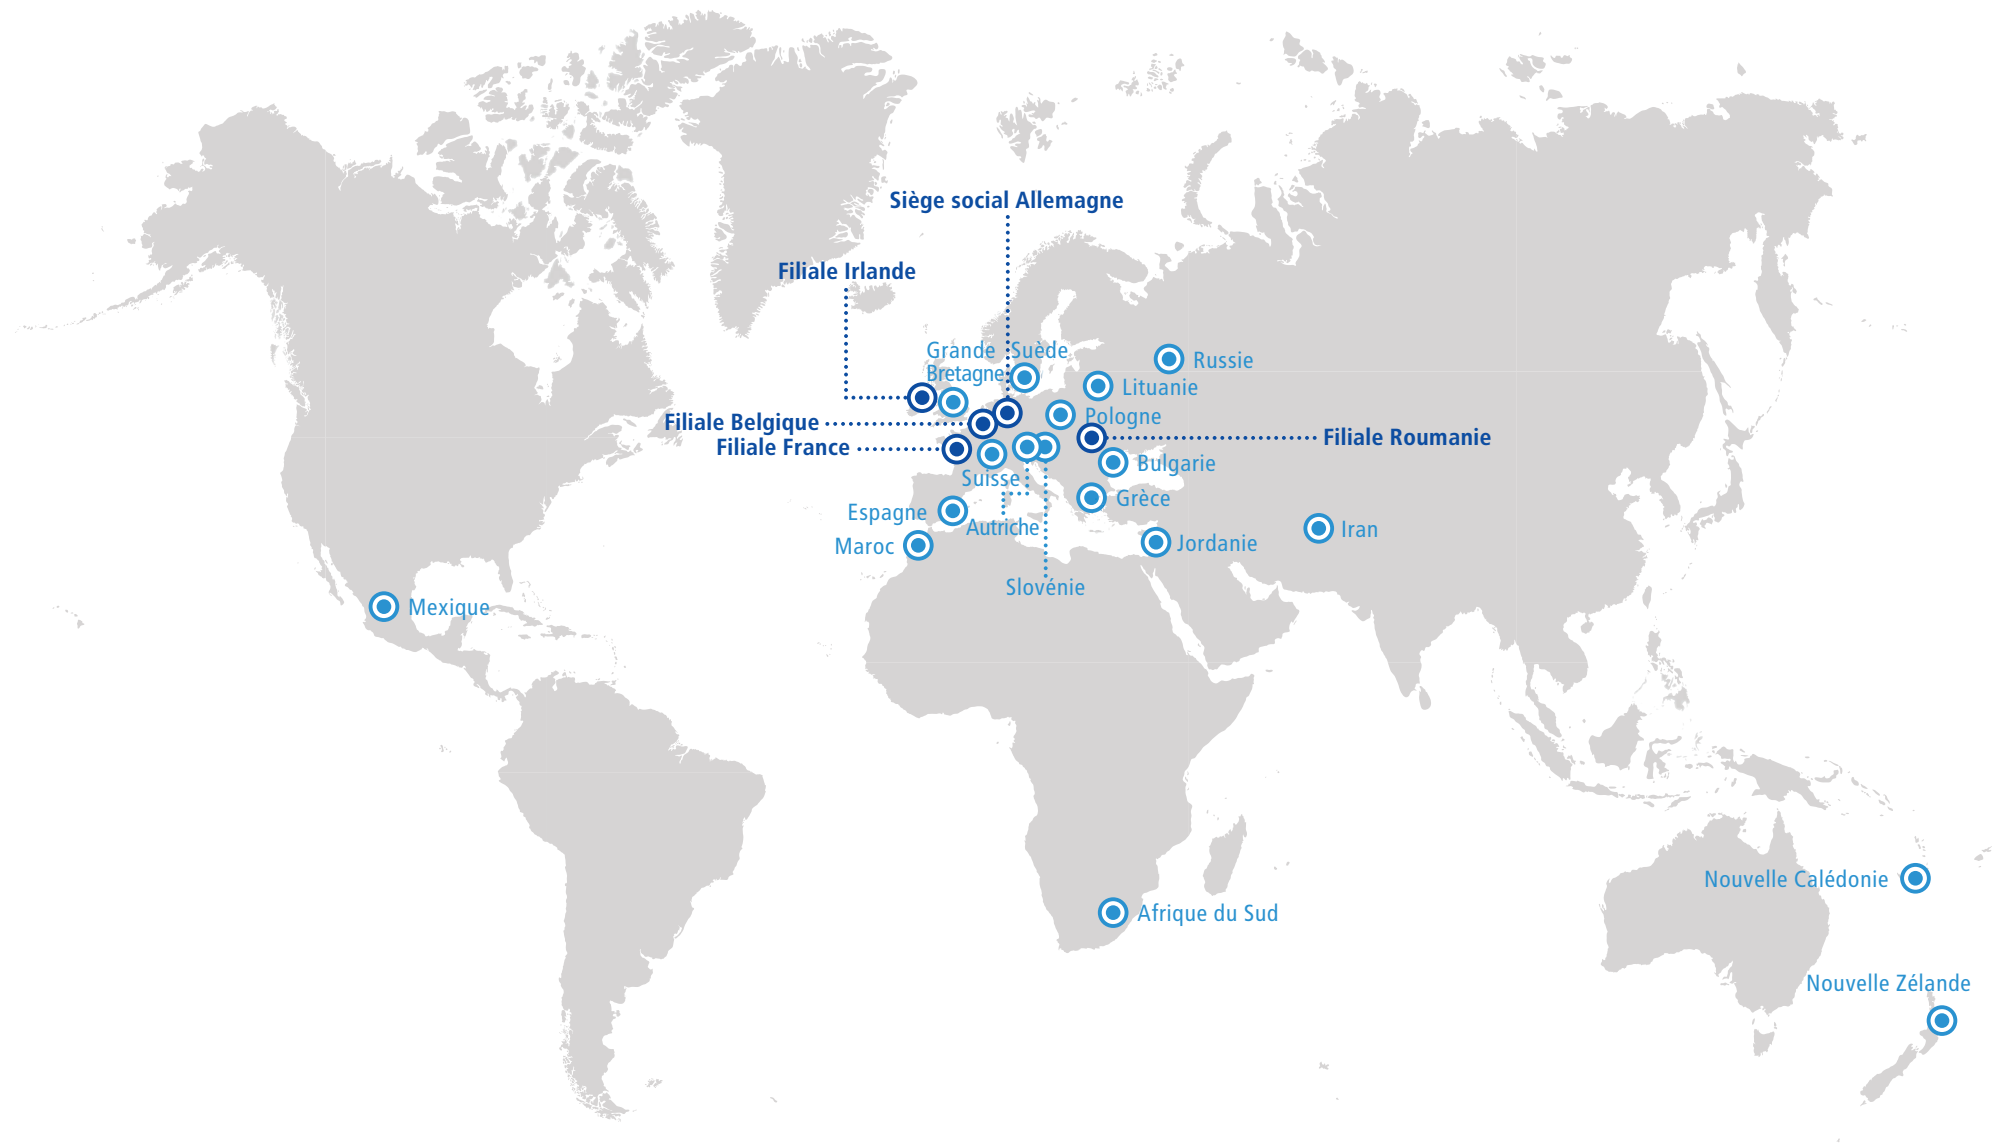 Siège social Allemagne
Filiale Irlande
Grande
Bretagne
Suède
Russie
Lituanie
Pologne
Filiale Belgique
Filiale France
Filiale Roumanie
Bulgarie
Suisse
Grèce
Espagne
Autriche
Iran
Maroc
Jordanie
Slovénie
Mexique
Nouvelle Calédonie
Afrique du Sud
Nouvelle Zélande